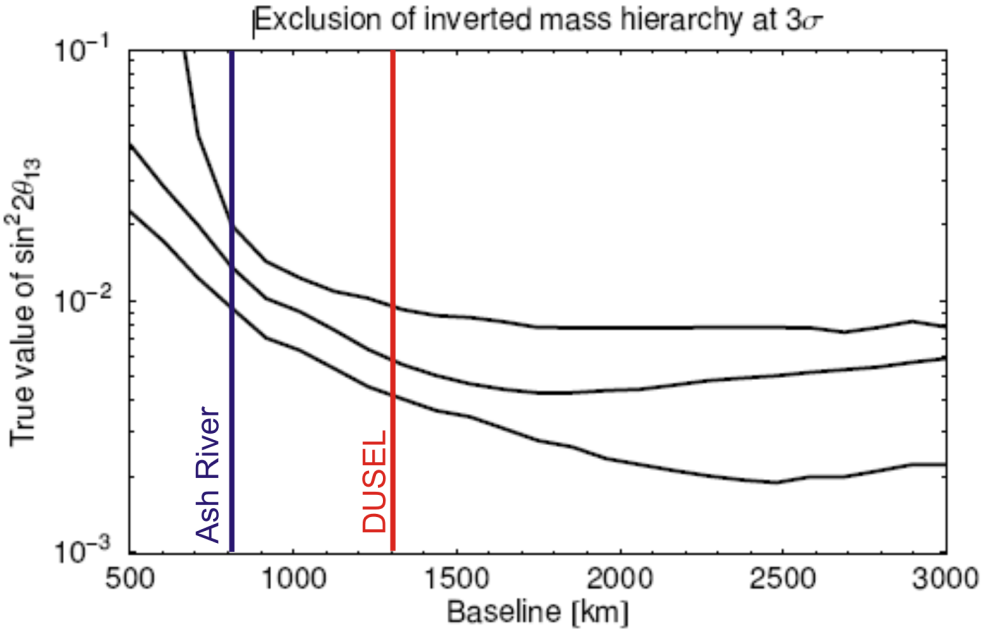 Exclusion of inverted mass hierarchy at 3σ
True value of sin²2θ₁₃
10⁻¹
10⁻²
10⁻³
Ash River
DUSEL
500 1000 1500 2000 2500 3000
Baseline [km]